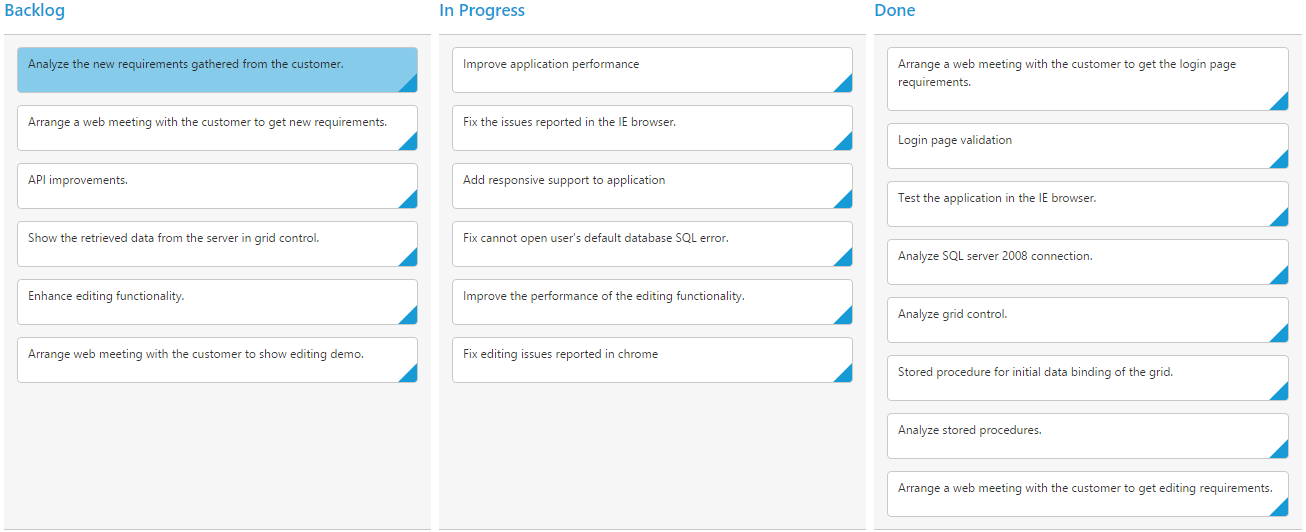 Backlog
Analyze the new requirements gathered from the customer.
Arrange a web meeting with the customer to get new requirements.
API improvements.
Show the retrieved data from the server in grid control.
Enhance editing functionality.
Arrange web meeting with the customer to show editing demo.
In Progress
Improve application performance
Fix the issues reported in the IE browser.
Add responsive support to application
Fix cannot open user's default database SQL error.
Improve the performance of the editing functionality.
Fix editing issues reported in chrome
Done
Arrange a web meeting with the customer to get the login page
requirements.
Login page validation
Test the application in the IE browser.
Analyze SQL server 2008 connection.
Analyze grid control.
Stored procedure for initial data binding of the grid.
Analyze stored procedures.
Arrange a web meeting with the customer to get editing requirements.